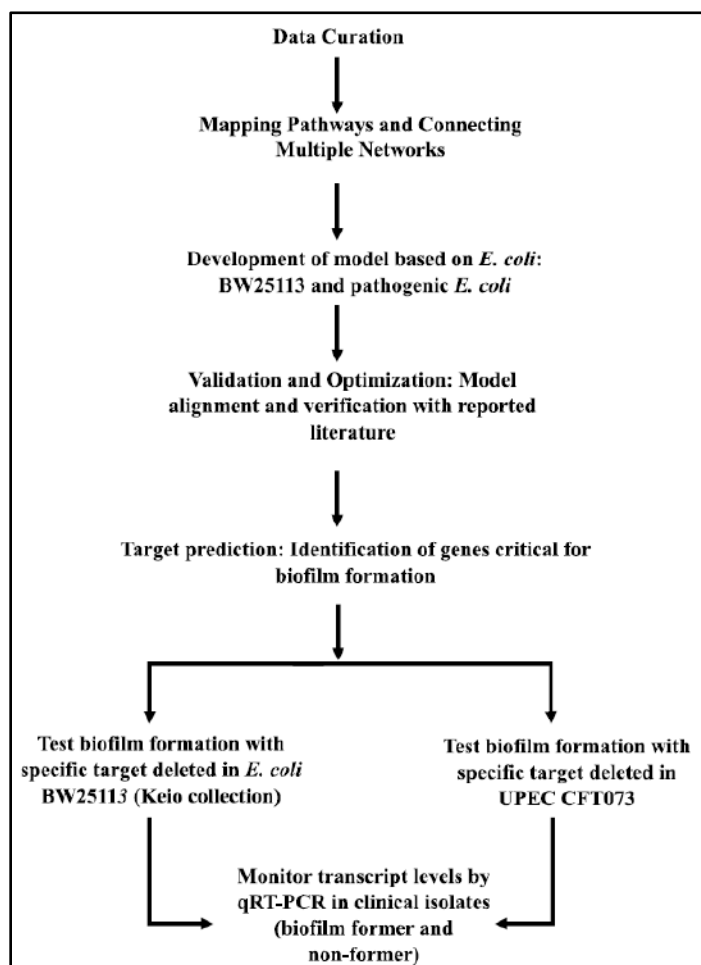 Data Curation
Mapping Pathways and Connecting
Multiple Networks
Development of model based on E. coli:
BW25113 and pathogenic E. coli
Validation and Optimization: Model
alignment and verification with reported
literature
Target prediction: Identification of genes critical for
biofilm formation
Test biofilm formation with
specific target deleted in E. coli
BW25113 (Keio collection)
Test biofilm formation with
specific target deleted in
UPEC CFT073
Monitor transcript levels by
qRT-PCR in clinical isolates
(biofilm former and
non-former)